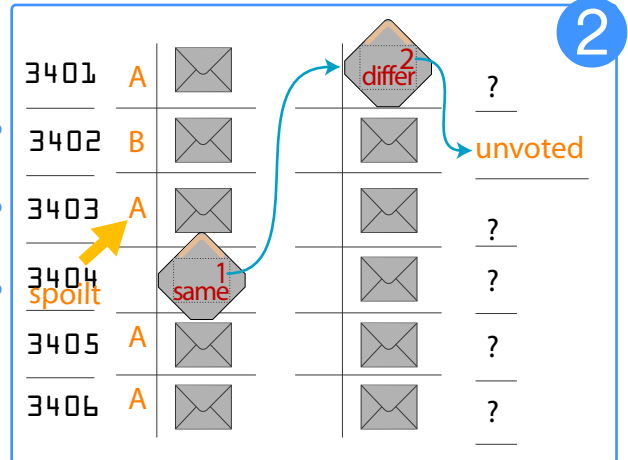 2
3401 A 2 ?
differ
3402 B unvoted
3403 A ?
3404 1 ?
spoilt same
3405 A ?
3406 A ?